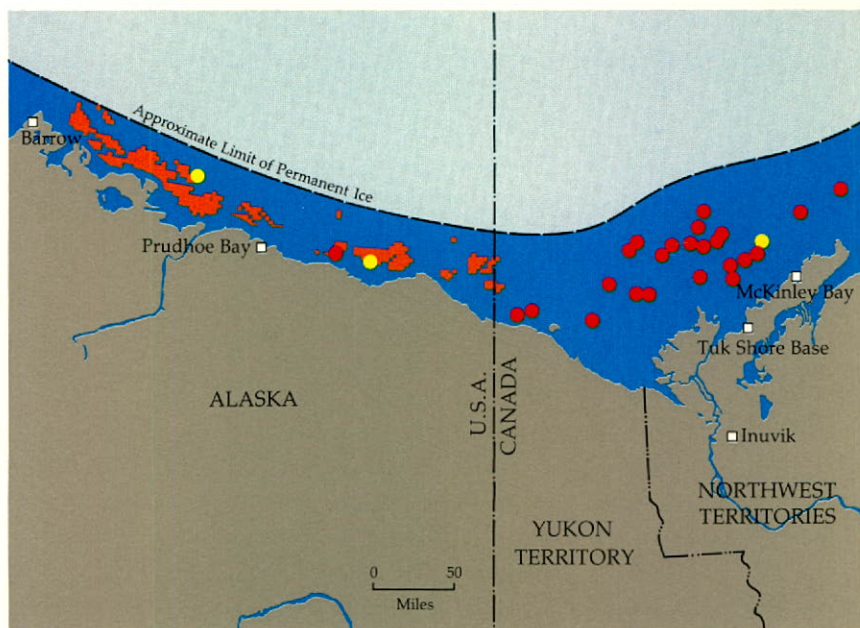 Approximate Limit of Permanent Ice
Barrow
Prudhoe Bay
McKinley Bay
Tuk Shore Base
ALASKA
U.S.A.
CANADA
Inuvik
NORTHWEST
TERRITORIES
YUKON
TERRITORY
0 50
Miles